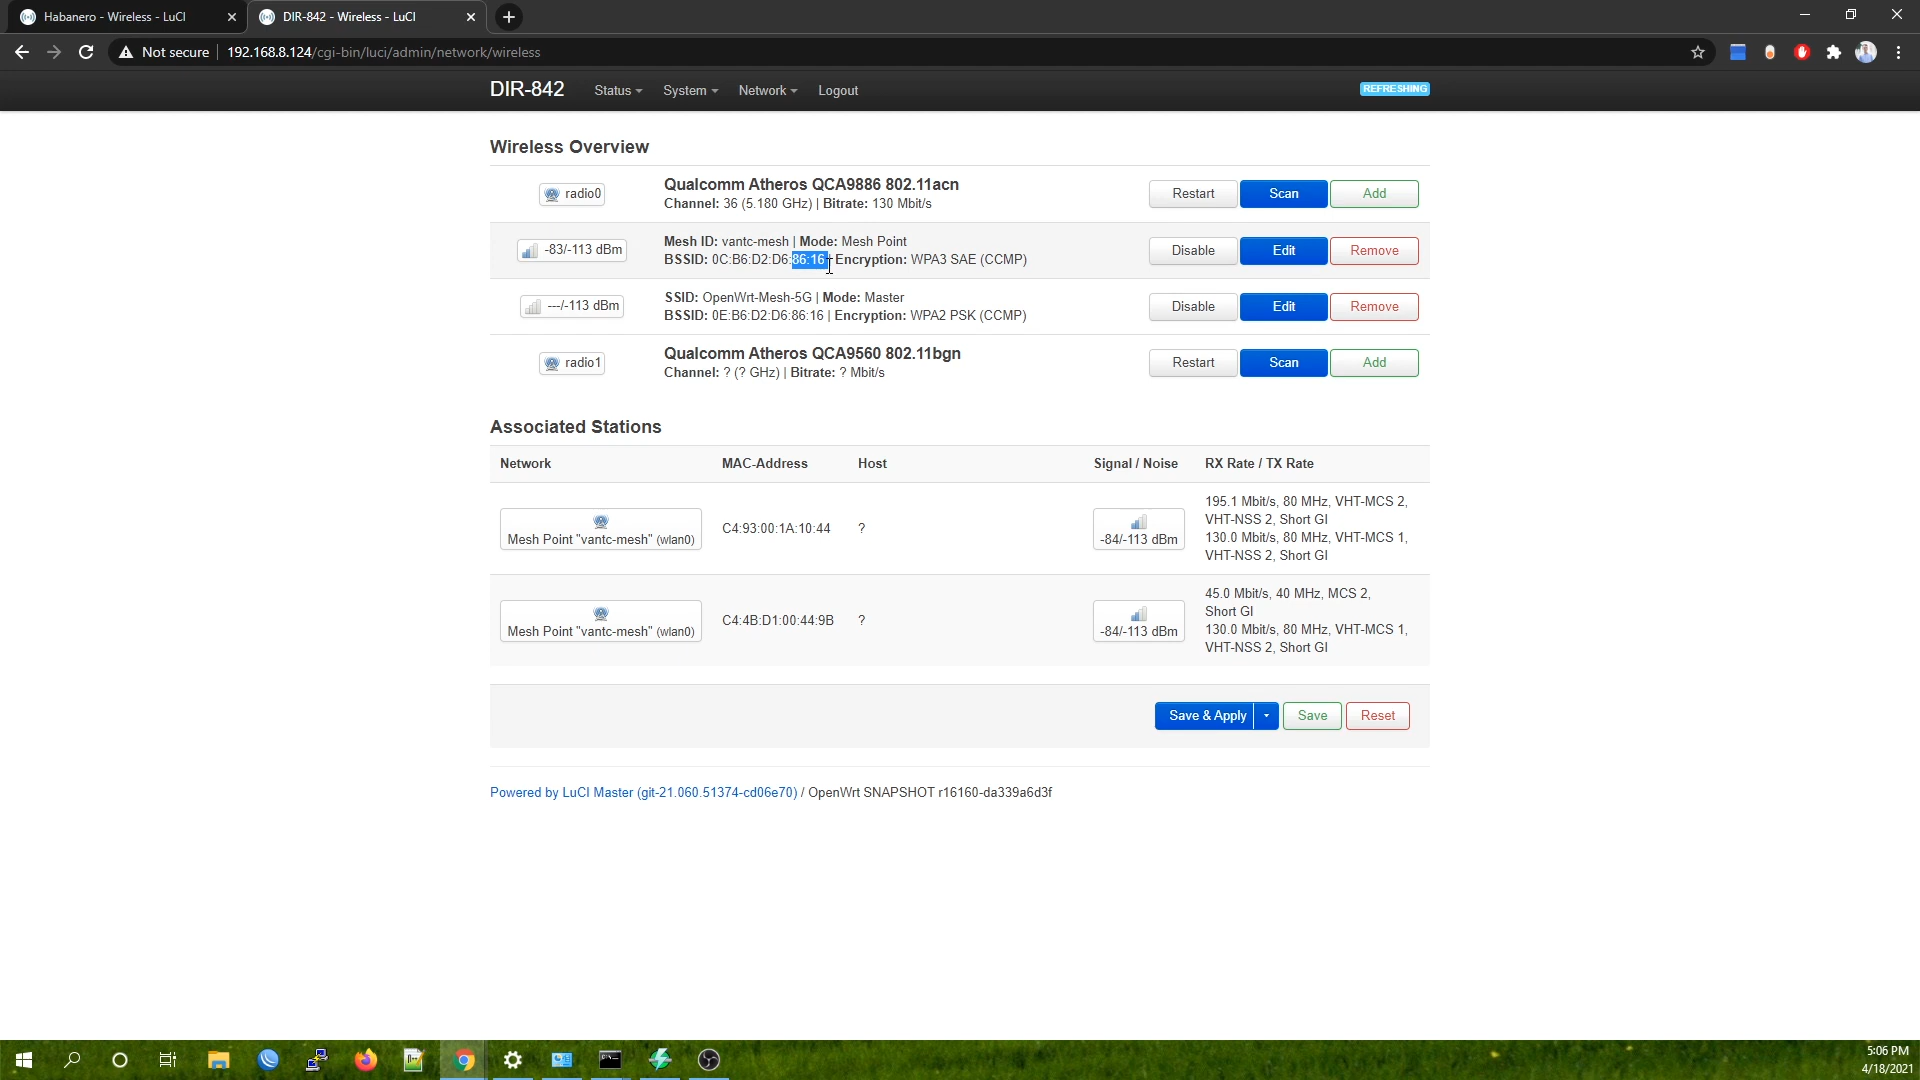 Habanero - Wireless - LuCI
DIR-842 - Wireless - LuCI
Not secure
192.168.8.124/cgi-bin/luci/admin/network/wireless
DIR-842
Status
System
Network
Logout
REFRESHING
Wireless Overview
radio0
Qualcomm Atheros QCA9886 802.11acn
Channel: 36 (5.180 GHz) | Bitrate: 130 Mbit/s
Restart
Scan
Add
-83/-113 dBm
Mesh ID: vantc-mesh | Mode: Mesh Point
BSSID: 0C:B6:D2:D6:86:16 | Encryption: WPA3 SAE (CCMP)
Disable
Edit
Remove
---/-113 dBm
SSID: OpenWrt-Mesh-5G | Mode: Master
BSSID: 0E:B6:D2:D6:86:16 | Encryption: WPA2 PSK (CCMP)
Disable
Edit
Remove
radio1
Qualcomm Atheros QCA9560 802.11bgn
Channel: ? (? GHz) | Bitrate: ? Mbit/s
Restart
Scan
Add
Associated Stations
Network
MAC-Address
Host
Signal / Noise
RX Rate / TX Rate
Mesh Point "vantc-mesh" (wlan0)
C4:93:00:1A:10:44
?
-84/-113 dBm
195.1 Mbit/s, 80 MHz, VHT-MCS 2,
VHT-NSS 2, Short GI
130.0 Mbit/s, 80 MHz, VHT-MCS 1,
VHT-NSS 2, Short GI
Mesh Point "vantc-mesh" (wlan0)
C4:4B:D1:00:44:9B
?
-84/-113 dBm
45.0 Mbit/s, 40 MHz, MCS 2,
Short GI
130.0 Mbit/s, 80 MHz, VHT-MCS 1,
VHT-NSS 2, Short GI
Save & Apply
Save
Reset
Powered by LuCI Master (git-21.060.51374-cd06e70) / OpenWrt SNAPSHOT r16160-da339a6d3f
5:06 PM
4/18/2021